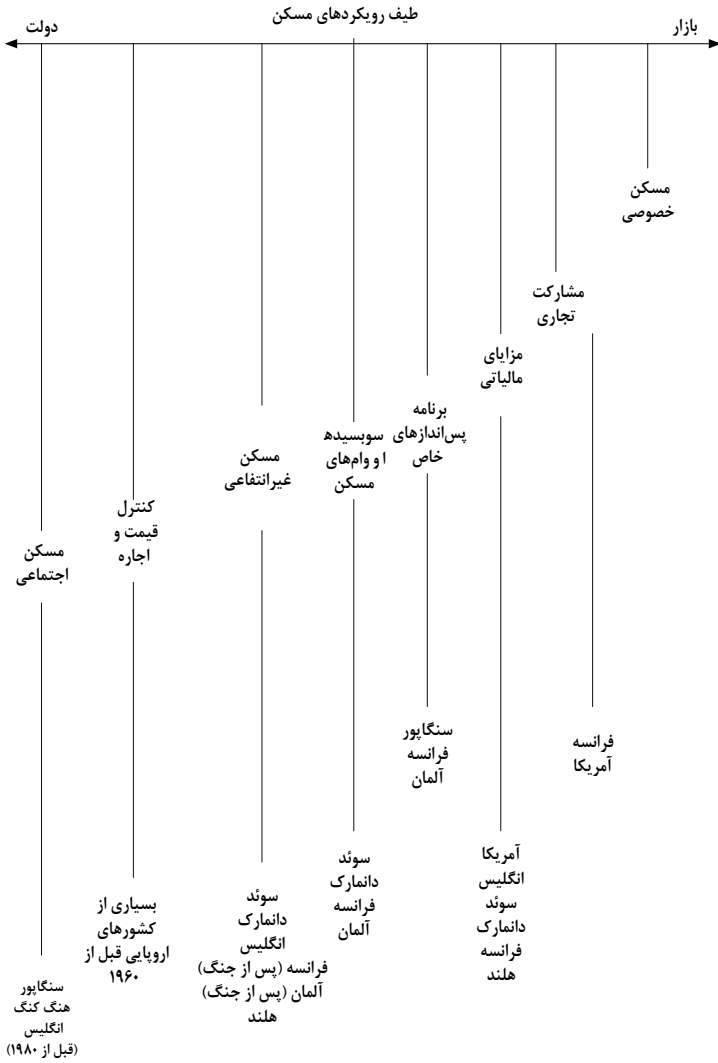 طیف رویکردهای مسکن
بازار
دولت
مسکن
خصوصی
مشارکت
تجاری
فرانسه
آمریکا
مزایای
مالیاتی
آمریکا
انگلیس
سوئد
دانمارک
فرانسه
هلند
برنامه
پس‌اندازهای
خاص
سنگاپور
فرانسه
آلمان
سوبسیده
ا و وام‌های
مسکن
سوئد
دانمارک
فرانسه
آلمان
مسکن
غیرانتفاعی
سوئد
دانمارک
انگلیس
فرانسه (پس از جنگ)
آلمان (پس از جنگ)
هلند
کنترل
قیمت و
اجاره
بسیاری از
کشورهای
اروپایی قبل از
۱۹۶۰
مسکن
اجتماعی
سنگاپور
هنگ کنگ
انگلیس
(قبل از ۱۹۸۰)